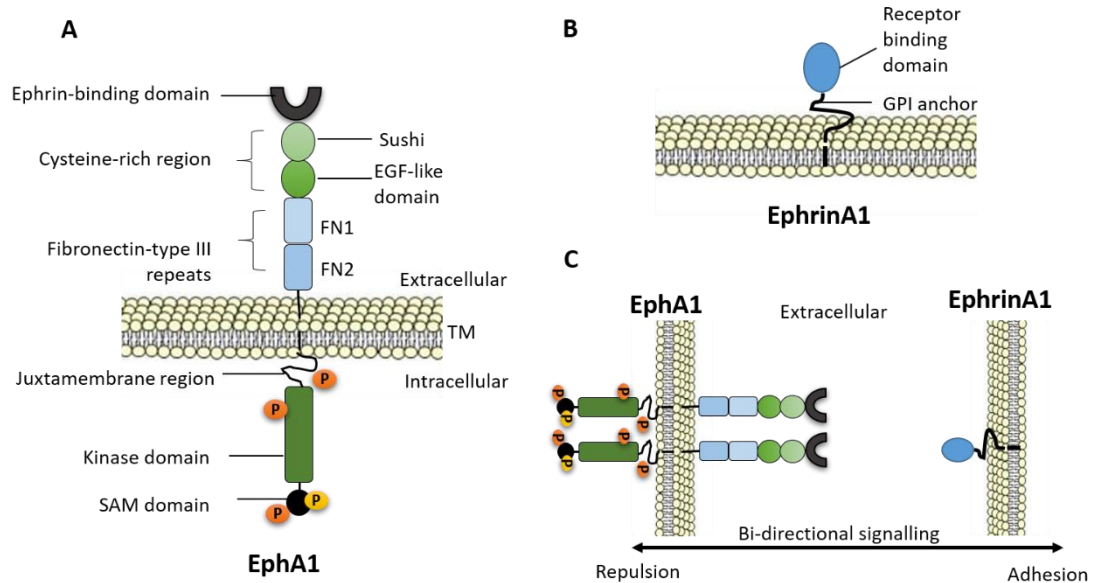 A
Ephrin-binding domain
Cysteine-rich region
Sushi
EGF-like
domain
Fibronectin-type III
repeats
FN1
FN2
Extracellular
TM
Juxtamembrane region
Intracellular
P
P
Kinase domain
SAM domain
P
P
EphA1
B
Receptor
binding
domain
GPI anchor
EphrinA1
C
EphA1
Extracellular
EphrinA1
P
P
P
P
P
P
P
P
Bi-directional signalling
Repulsion
Adhesion